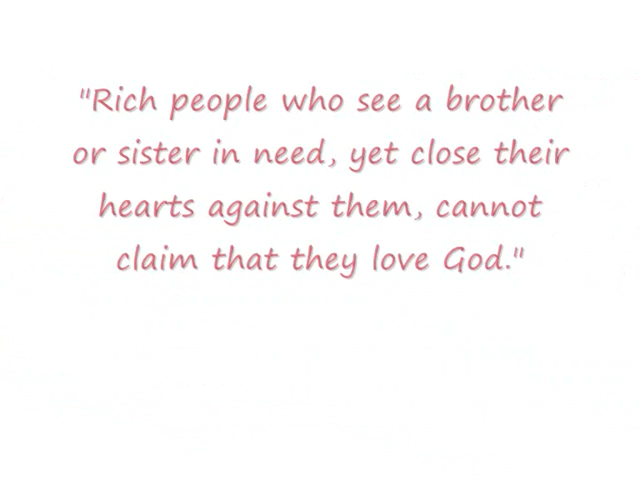 "Rich people who see a brother
or sister in need, yet close their
hearts against them, cannot
claim that they love God."